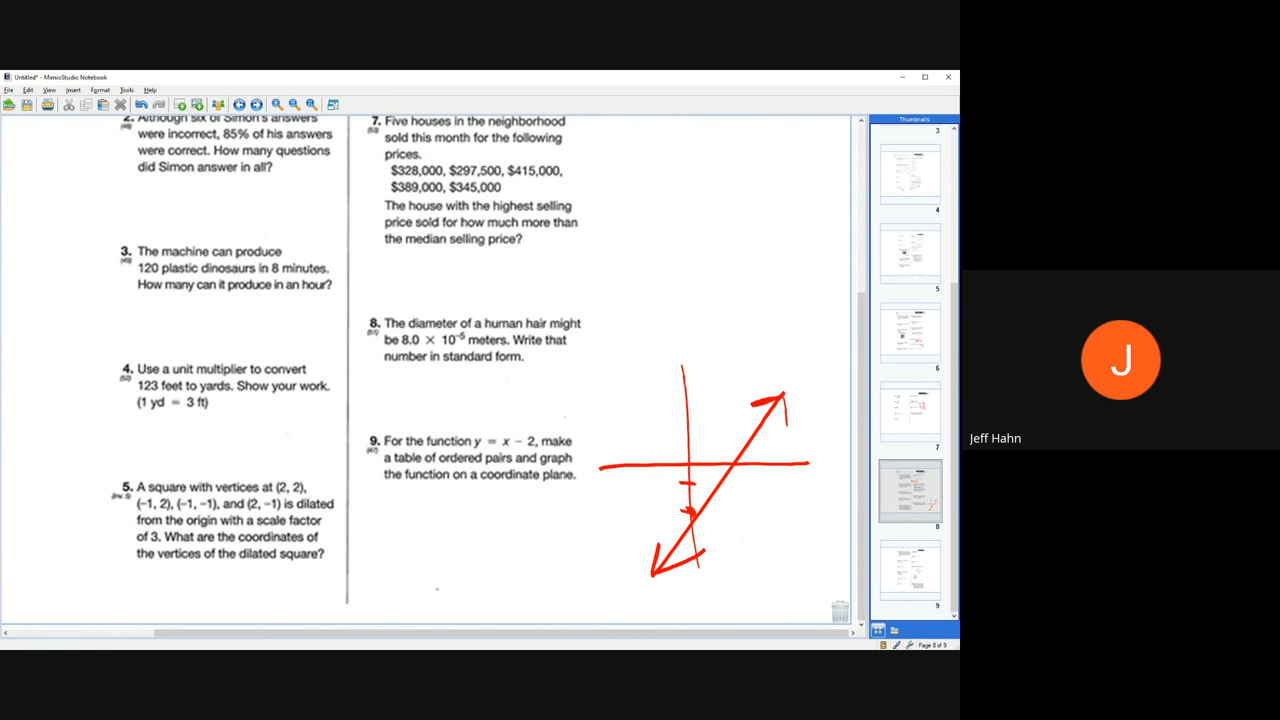 Untitled* - MimioStudio Notebook
File Edit View Insert Format Tools Help
Thumbnails
2. Although six of Simon's answers
were incorrect, 85% of his answers
were correct. How many questions
did Simon answer in all?
3. The machine can produce
120 plastic dinosaurs in 8 minutes.
How many can it produce in an hour?
4. Use a unit multiplier to convert
123 feet to yards. Show your work.
(1 yd = 3 ft)
5. A square with vertices at (2, 2),
(−1, 2), (−1, −1), and (2, −1) is dilated
from the origin with a scale factor
of 3. What are the coordinates of
the vertices of the dilated square?
7. Five houses in the neighborhood
sold this month for the following
prices.
$328,000, $297,500, $415,000,
$389,000, $345,000
The house with the highest selling
price sold for how much more than
the median selling price?
8. The diameter of a human hair might
be 8.0 × 10⁻⁵ meters. Write that
number in standard form.
9. For the function y = x − 2, make
a table of ordered pairs and graph
the function on a coordinate plane.
3
4
5
6
7
8
9
Page 8 of 9
J
Jeff Hahn